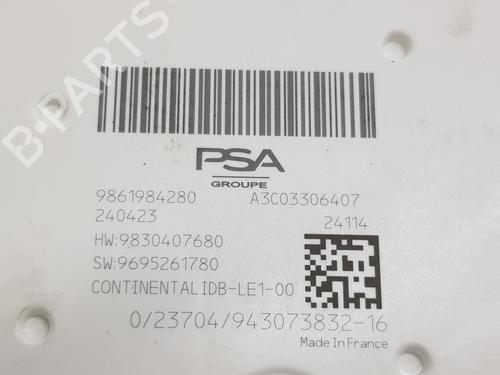 B-PARTS
PSA
GROUPE
9861984280 A3C03306407
240423 24114
HW:9830407680
SW:9695261780
CONTINENTALIDB-LE1-00
0/23704/943073832-16
Made in France